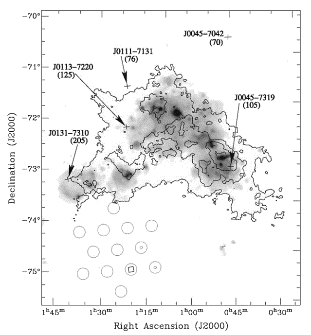 -70°
J0045-7042
(70)
J0111-7131
(76)
J0113-7220
(125)
-71°
J0045-7319
(105)
J0131-7310
(205)
-72°
-73°
-74°
-75°
Declination (J2000)
1ʰ45ᵐ 1ʰ30ᵐ 1ʰ15ᵐ 1ʰ00ᵐ 0ʰ45ᵐ 0ʰ30ᵐ
Right Ascension (J2000)